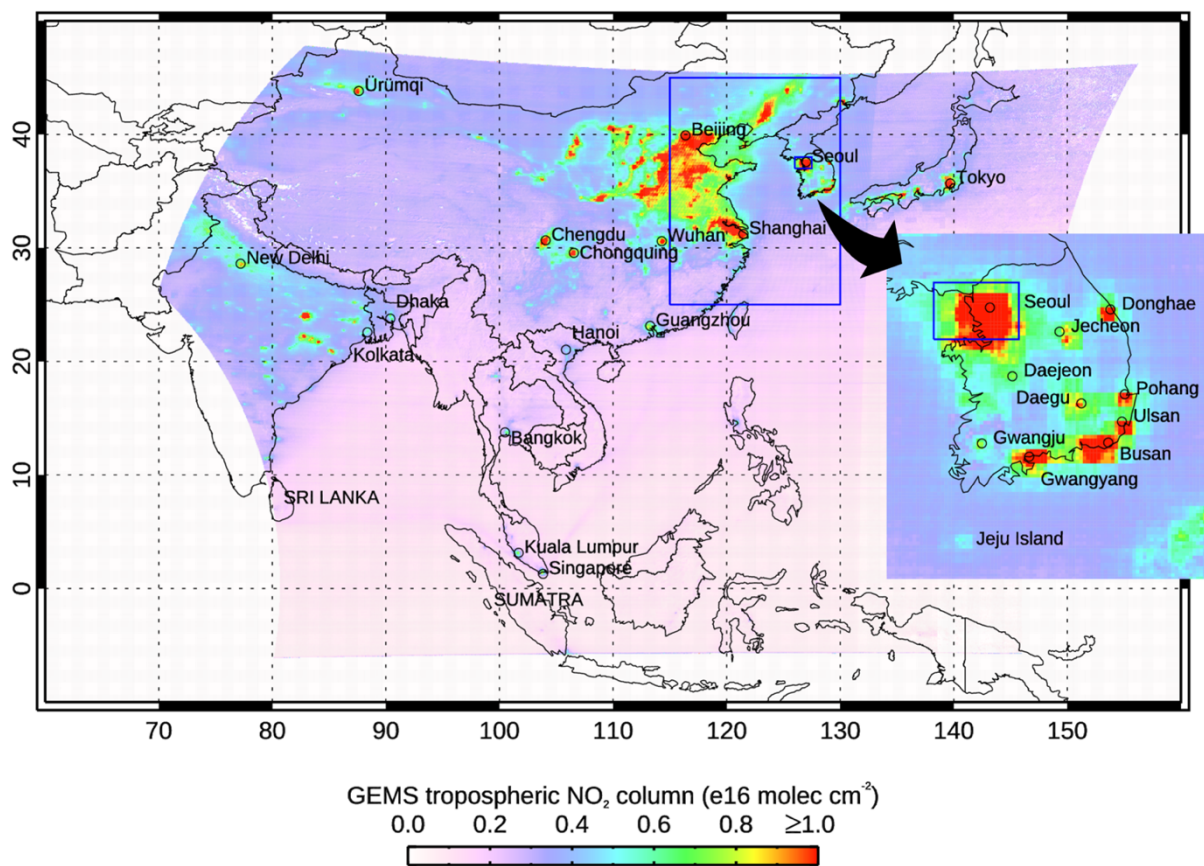 Ürümqi
40
Beijing
Seoul
Tokyo
30
Chengdu
Wuhan
Shanghai
Chongquing
New Delhi
Dhaka
Guangzhou
Hanoi
20
Kolkata
Seoul
Donghae
Jecheon
Daejeon
Daegu
Pohang
Ulsan
Gwangju
Busan
Gwangyang
Jeju Island
Bangkok
10
SRI LANKA
Kuala Lumpur
Singapore
0
SUMATRA
70 80 90 100 110 120 130 140 150
GEMS tropospheric NO₂ column (e16 molec cm⁻²)
0.0 0.2 0.4 0.6 0.8 ≥1.0